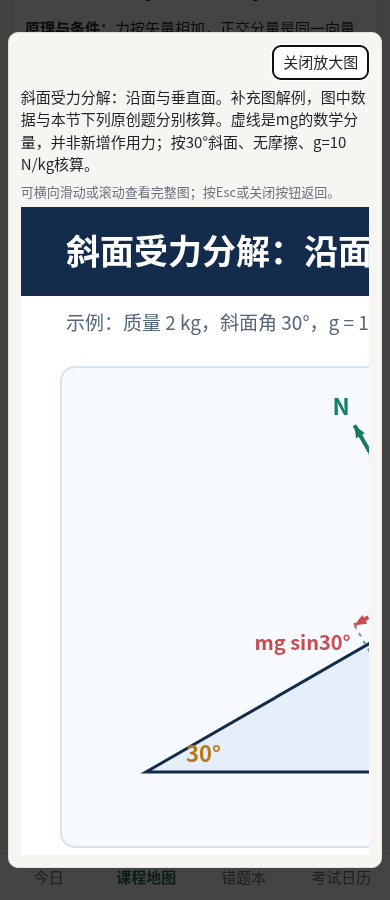 原理与条件：力按矢量相加，正交分量是同一向量
关闭放大图
斜面受力分解：沿面与垂直面。补充图解例，图中数
据与本节下列原创题分别核算。虚线是mg的数学分
量，并非新增作用力；按30°斜面、无摩擦、g=10
N/kg核算。
可横向滑动或滚动查看完整图；按Esc或关闭按钮返回。
斜面受力分解：沿面
示例：质量 2 kg，斜面角 30°，g = 1
N
mg sin30°
30°
今日
课程地图
错题本
考试日历